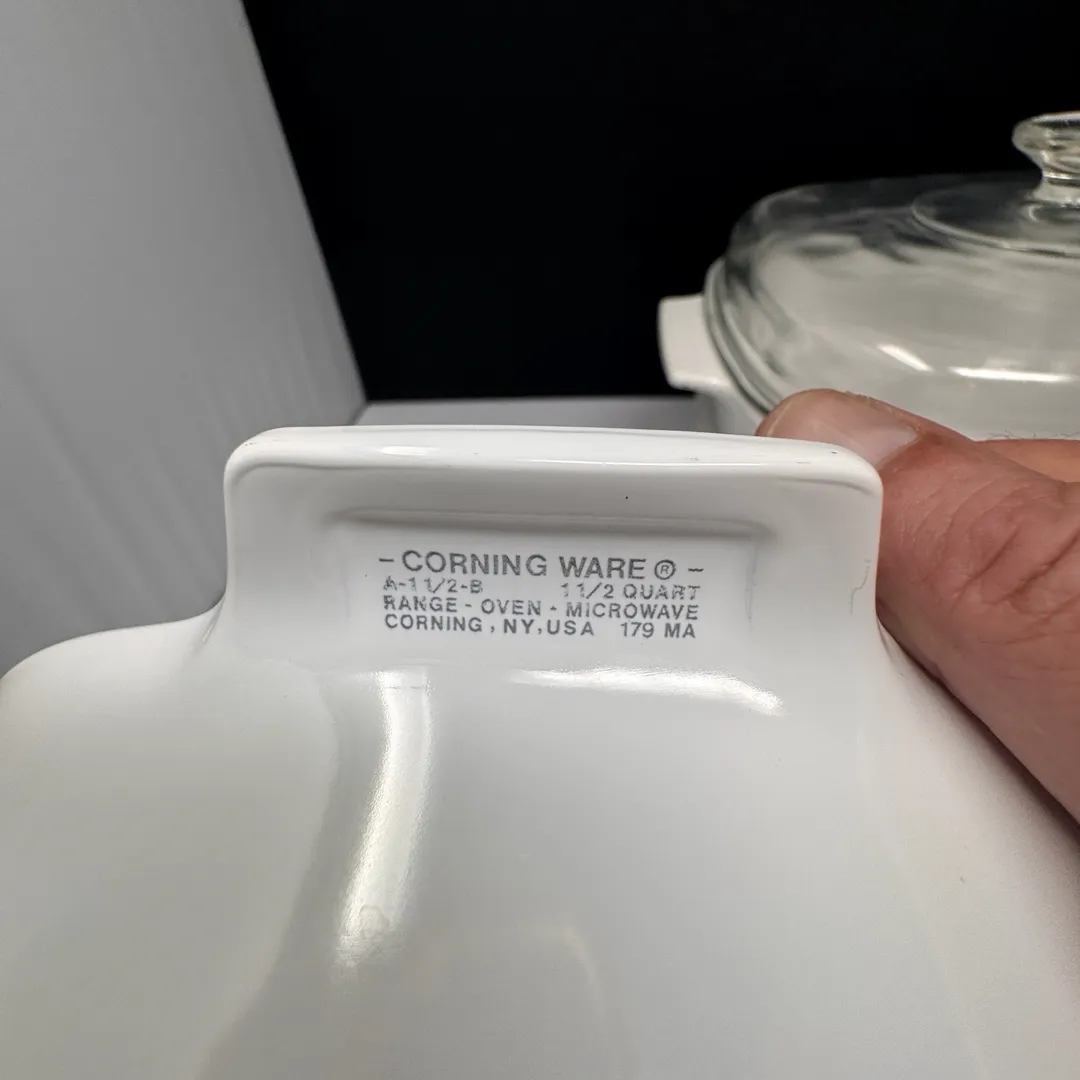 - CORNING WARE ® -
A-1 1/2-B 1 1/2 QUART
RANGE - OVEN - MICROWAVE
CORNING, NY, USA 179 MA